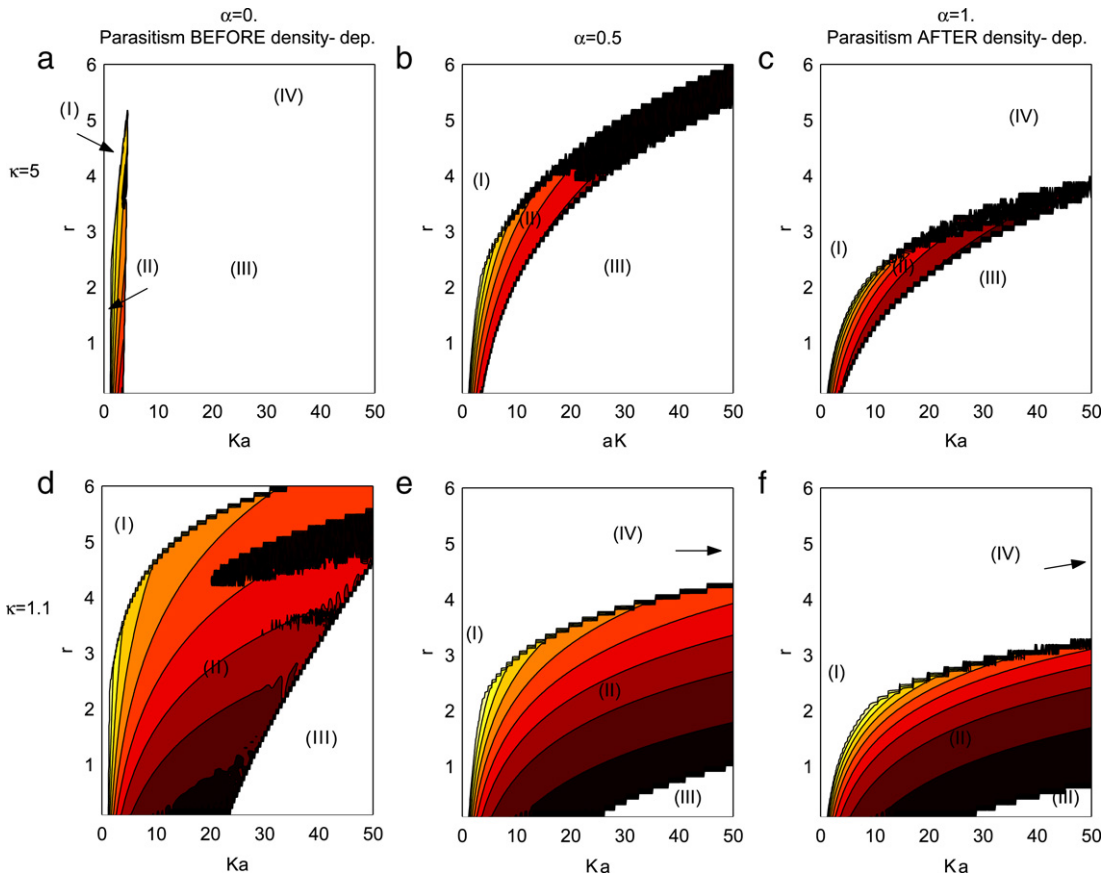 α=0.
Parasitism BEFORE density- dep.
α=0.5
α=1.
Parasitism AFTER density- dep.
a
b
c
κ=5
r
6
5
4
3
2
1
0
10
20
30
40
50
Ka
(I)
(II)
(III)
(IV)
r
6
5
4
3
2
1
0
10
20
30
40
50
aK
(I)
(II)
(III)
r
6
5
4
3
2
1
0
10
20
30
40
50
Ka
(I)
(II)
(III)
(IV)
d
e
f
κ=1.1
r
6
5
4
3
2
1
0
10
20
30
40
50
Ka
(I)
(II)
(III)
r
6
5
4
3
2
1
0
10
20
30
40
50
Ka
(I)
(II)
(III)
(IV)
r
6
5
4
3
2
1
0
10
20
30
40
50
Ka
(I)
(II)
(III)
(IV)